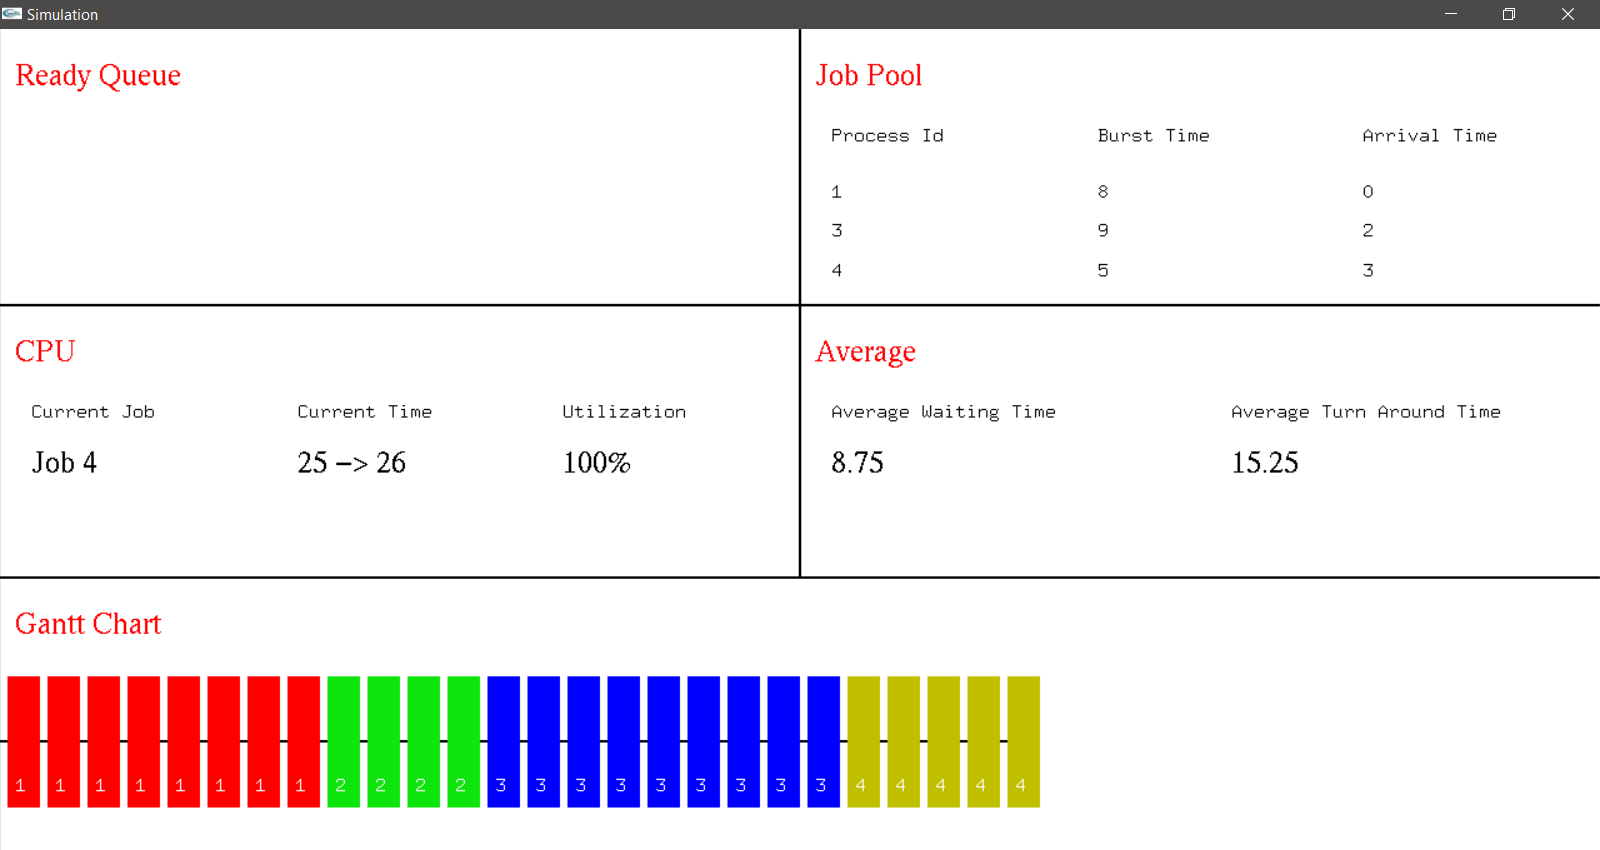 Simulation
Ready Queue
Job Pool
Process Id Burst Time Arrival Time
1 8 0
3 9 2
4 5 3
CPU
Current Job Current Time Utilization
Job 4 25 –> 26 100%
Average
Average Waiting Time Average Turn Around Time
8.75 15.25
Gantt Chart
1 1 1 1 1 1 1 1 2 2 2 2 3 3 3 3 3 3 3 3 3 4 4 4 4 4